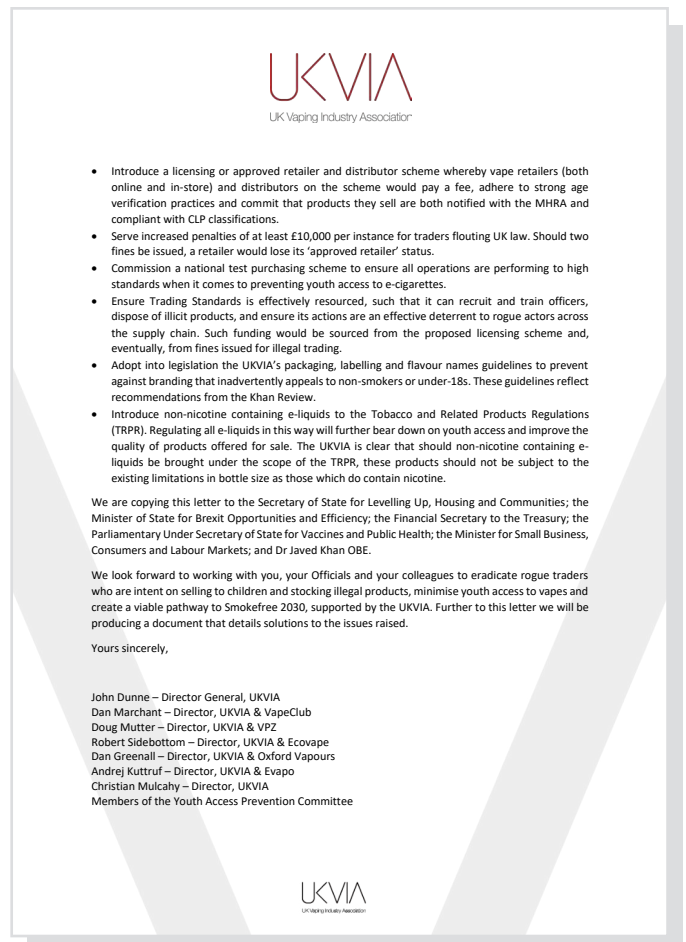 UKVIA
UK Vaping Industry Association
• Introduce a licensing or approved retailer and distributor scheme whereby vape retailers (both
online and in-store) and distributors on the scheme would pay a fee, adhere to strong age
verification practices and commit that products they sell are both notified with the MHRA and
compliant with CLP classifications.
• Serve increased penalties of at least £10,000 per instance for traders flouting UK law. Should two
fines be issued, a retailer would lose its ‘approved retailer’ status.
• Commission a national test purchasing scheme to ensure all operations are performing to high
standards when it comes to preventing youth access to e-cigarettes.
• Ensure Trading Standards is effectively resourced, such that it can recruit and train officers,
dispose of illicit products, and ensure its actions are an effective deterrent to rogue actors across
the supply chain. Such funding would be sourced from the proposed licensing scheme and,
eventually, from fines issued for illegal trading.
• Adopt into legislation the UKVIA’s packaging, labelling and flavour names guidelines to prevent
against branding that inadvertently appeals to non-smokers or under-18s. These guidelines reflect
recommendations from the Khan Review.
• Introduce non-nicotine containing e-liquids to the Tobacco and Related Products Regulations
(TRPR). Regulating all e-liquids in this way will further bear down on youth access and improve the
quality of products offered for sale. The UKVIA is clear that should non-nicotine containing e-
liquids be brought under the scope of the TRPR, these products should not be subject to the
existing limitations in bottle size as those which do contain nicotine.
We are copying this letter to the Secretary of State for Levelling Up, Housing and Communities; the
Minister of State for Brexit Opportunities and Efficiency; the Financial Secretary to the Treasury; the
Parliamentary Under Secretary of State for Vaccines and Public Health; the Minister for Small Business,
Consumers and Labour Markets; and Dr Javed Khan OBE.
We look forward to working with you, your Officials and your colleagues to eradicate rogue traders
who are intent on selling to children and stocking illegal products, minimise youth access to vapes and
create a viable pathway to Smokefree 2030, supported by the UKVIA. Further to this letter we will be
producing a document that details solutions to the issues raised.
Yours sincerely,
John Dunne – Director General, UKVIA
Dan Marchant – Director, UKVIA & VapeClub
Doug Mutter – Director, UKVIA & VPZ
Robert Sidebottom – Director, UKVIA & Ecovape
Dan Greenall – Director, UKVIA & Oxford Vapours
Andrej Kuttruf – Director, UKVIA & Evapo
Christian Mulcahy – Director, UKVIA
Members of the Youth Access Prevention Committee
UKVIA
UK Vaping Industry Association